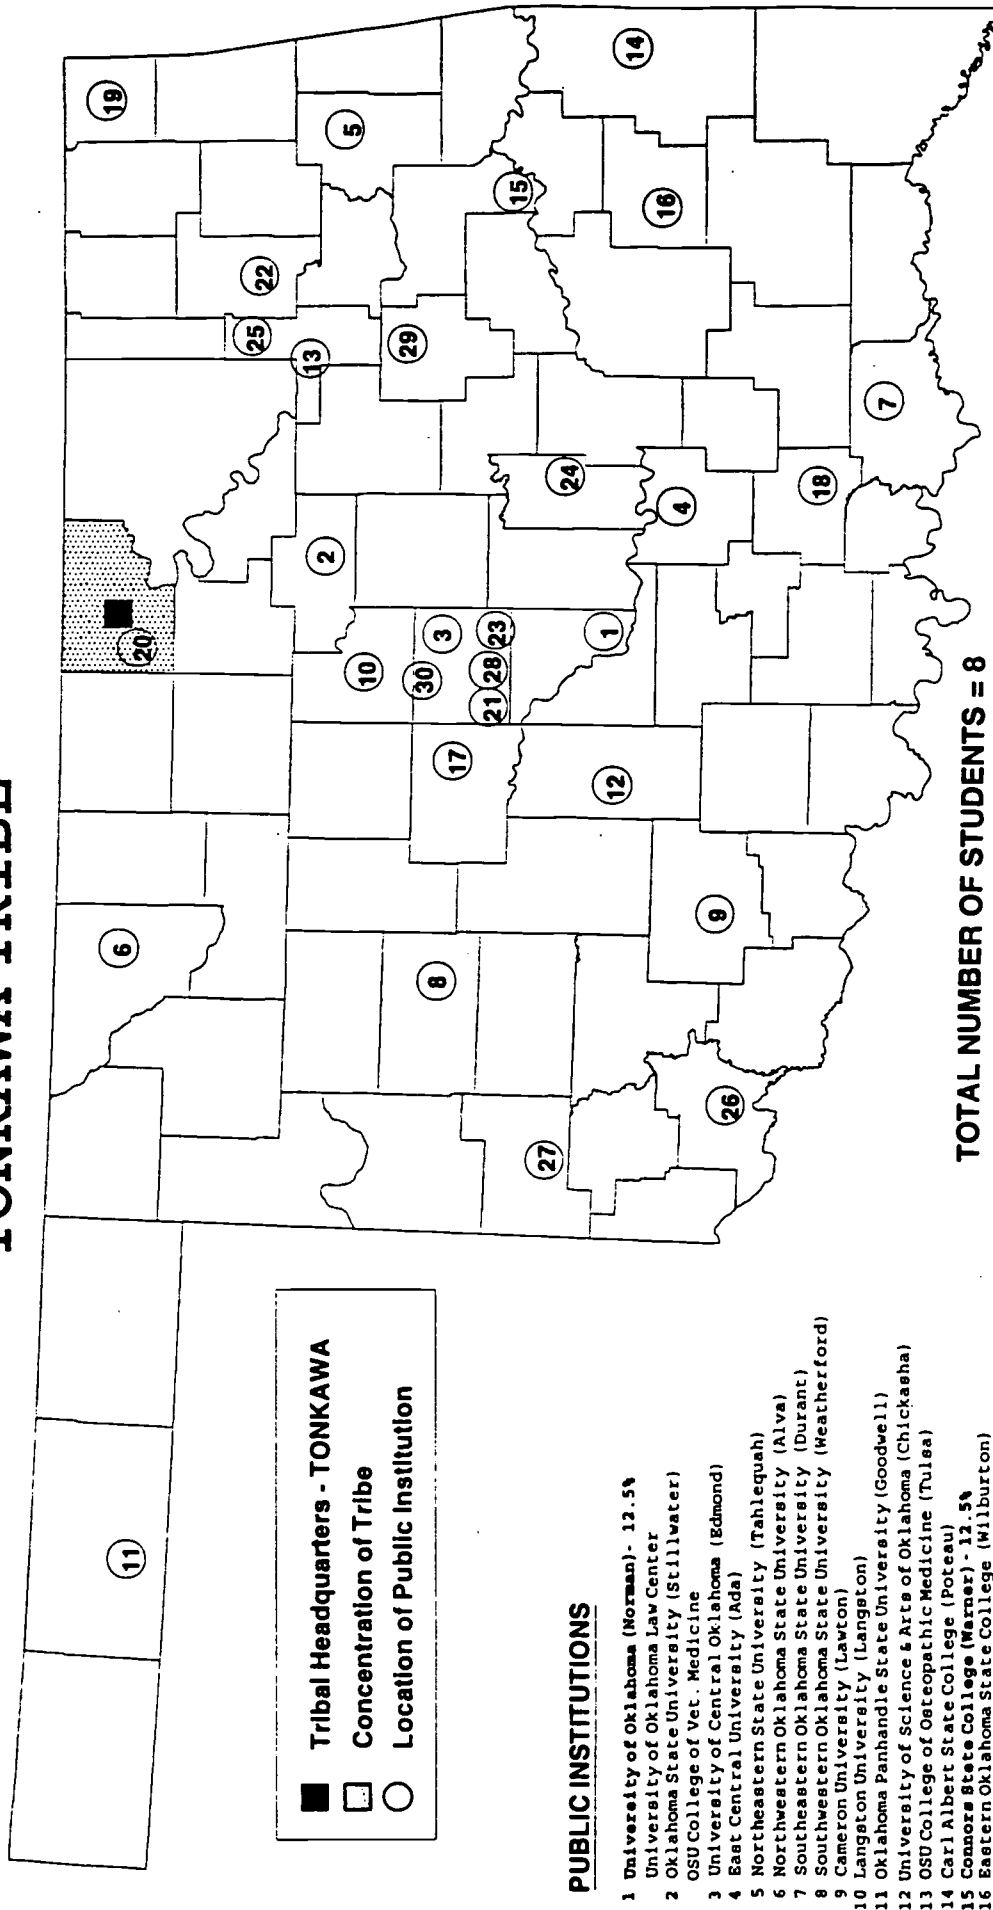 TONKAWA TRIBE
19
5
14
22
15
16
25
13
29
7
24
4
18
20
2
3
23
1
10
30
28
21
17
12
6
8
9
27
26
11
Tribal Headquarters - TONKAWA
Concentration of Tribe
Location of Public Institution
TOTAL NUMBER OF STUDENTS = 8
PUBLIC INSTITUTIONS
1 University of Oklahoma (Norman) - 12.5%
University of Oklahoma Law Center
2 Oklahoma State University (Stillwater)
OSU College of Vet. Medicine
3 University of Central Oklahoma (Edmond)
4 East Central University (Ada)
5 Northeastern State University (Tahlequah)
6 Northwestern Oklahoma State University (Alva)
7 Southeastern Oklahoma State University (Durant)
8 Southwestern Oklahoma State University (Weatherford)
9 Cameron University (Lawton)
10 Langston University (Langston)
11 Oklahoma Panhandle State University (Goodwell)
12 University of Science & Arts of Oklahoma (Chickasha)
13 OSU College of Osteopathic Medicine (Tulsa)
14 Carl Albert State College (Poteau)
15 Connors State College (Warner) - 12.5%
16 Eastern Oklahoma State College (Wilburton)